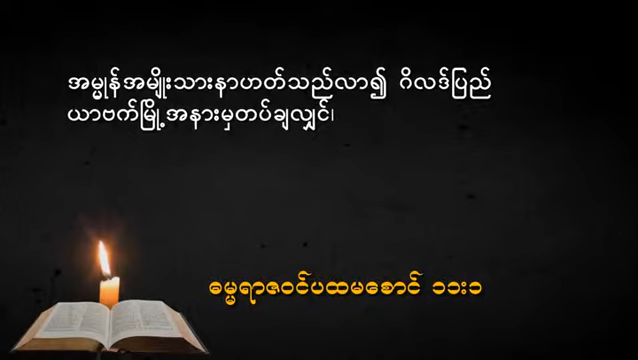 အမ္မုန်အမျိုးသားနာဟတ်သည်လာ၍ ဂိလဒ်ပြည်
ယာဗက်မြို့အနားမှတပ်ချလျှင်၊
ဓမ္မရာဇဝင်ပထမစောင် ၁၁း၁